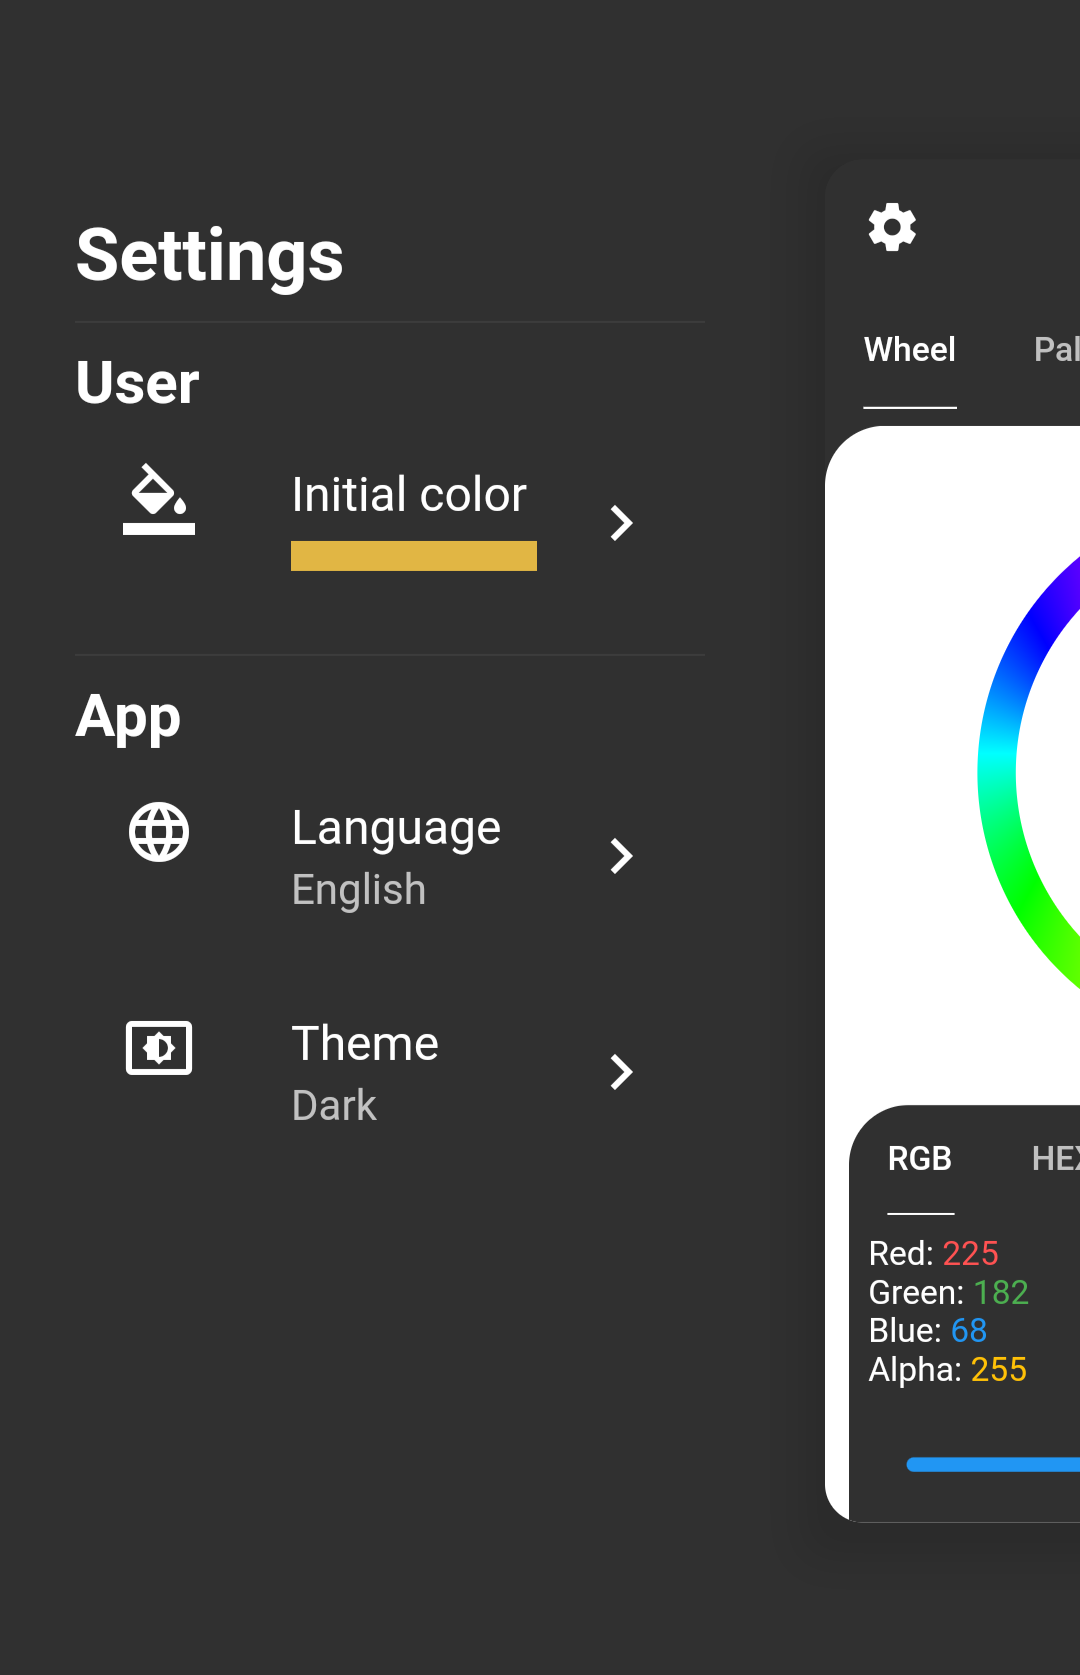 Settings
User
Initial color
App
Language
English
Theme
Dark
Wheel
Pal
RGB
HEX
Red: 225
Green: 182
Blue: 68
Alpha: 255